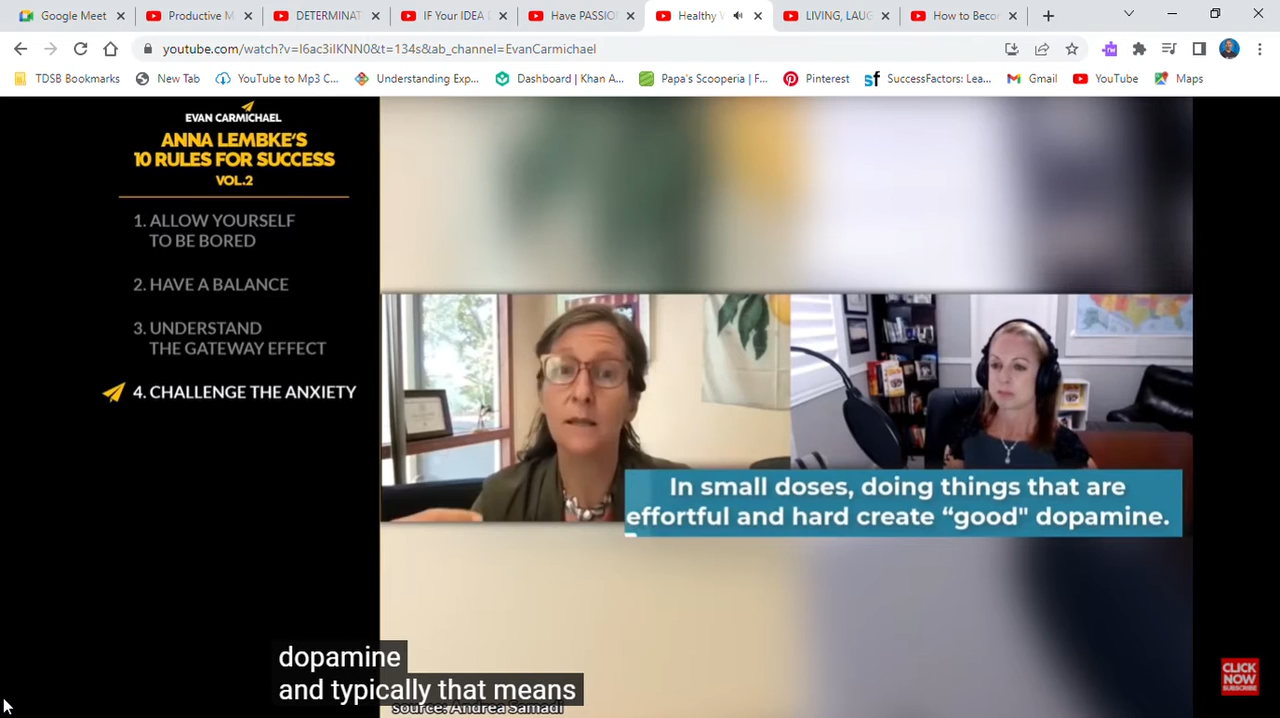 Google Meet
Productive M
DETERMINAT
IF Your IDEA D
Have PASSIO
Healthy W
LIVING, LAUG
How to Becor
youtube.com/watch?v=l6ac3iIKNN0&t=134s&ab_channel=EvanCarmichael
TDSB Bookmarks
New Tab
YouTube to Mp3 C...
Understanding Exp...
Dashboard | Khan A...
Papa's Scooperia | F...
Pinterest
SuccessFactors: Lea...
Gmail
YouTube
Maps
EVAN CARMICHAEL
ANNA LEMBKE'S
10 RULES FOR SUCCESS
VOL.2
1. ALLOW YOURSELF
TO BE BORED
2. HAVE A BALANCE
3. UNDERSTAND
THE GATEWAY EFFECT
4. CHALLENGE THE ANXIETY
In small doses, doing things that are
effortful and hard create “good" dopamine.
dopamine
and typically that means
source: Andrea Samadi
CLICK
NOW
SUBSCRIBE